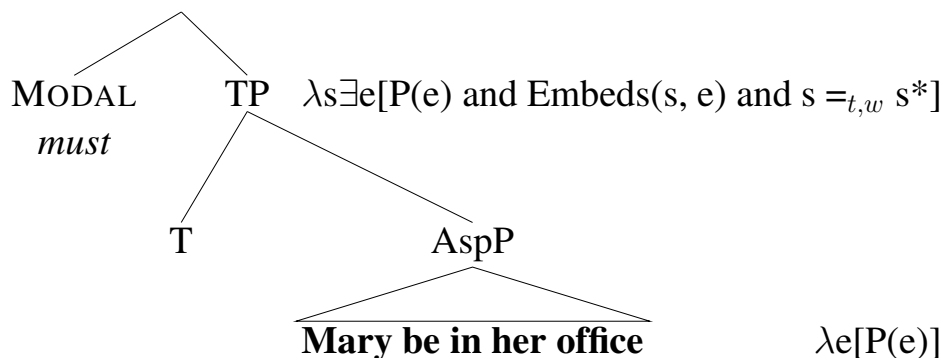 MODAL TP λs∃e[P(e) and Embeds(s, e) and s =t,w s*]
must
T AspP
Mary be in her office λe[P(e)]